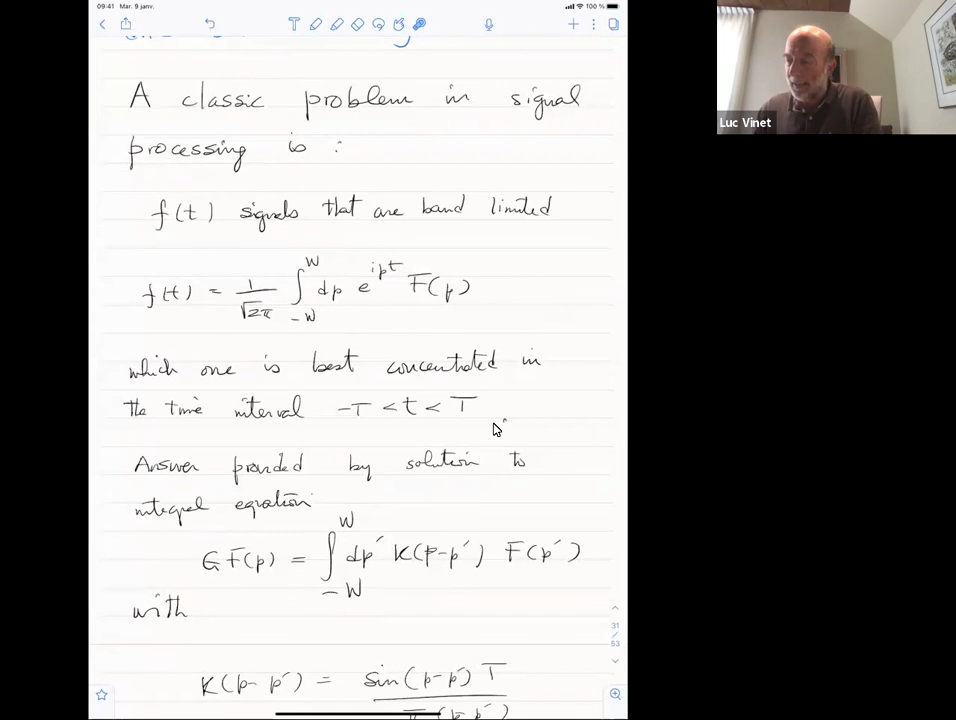 09:41 Mar. 9 janv.
100 %
A classic problem in signal
processing is :
f(t) signals that are band limited
f(t) = 1/√2π ∫_{-W}^{W} dp e^{ipt} F(p)
which one is best concentrated in
the time interval -T < t < T
Answer provided by solution to
integral equation
G F(p) = ∫_{-W}^{W} dp′ K(p-p′) F(p′)
with
K(p-p′) = sin(p-p′)T / π(p-p′)
31
/
53
Luc Vinet